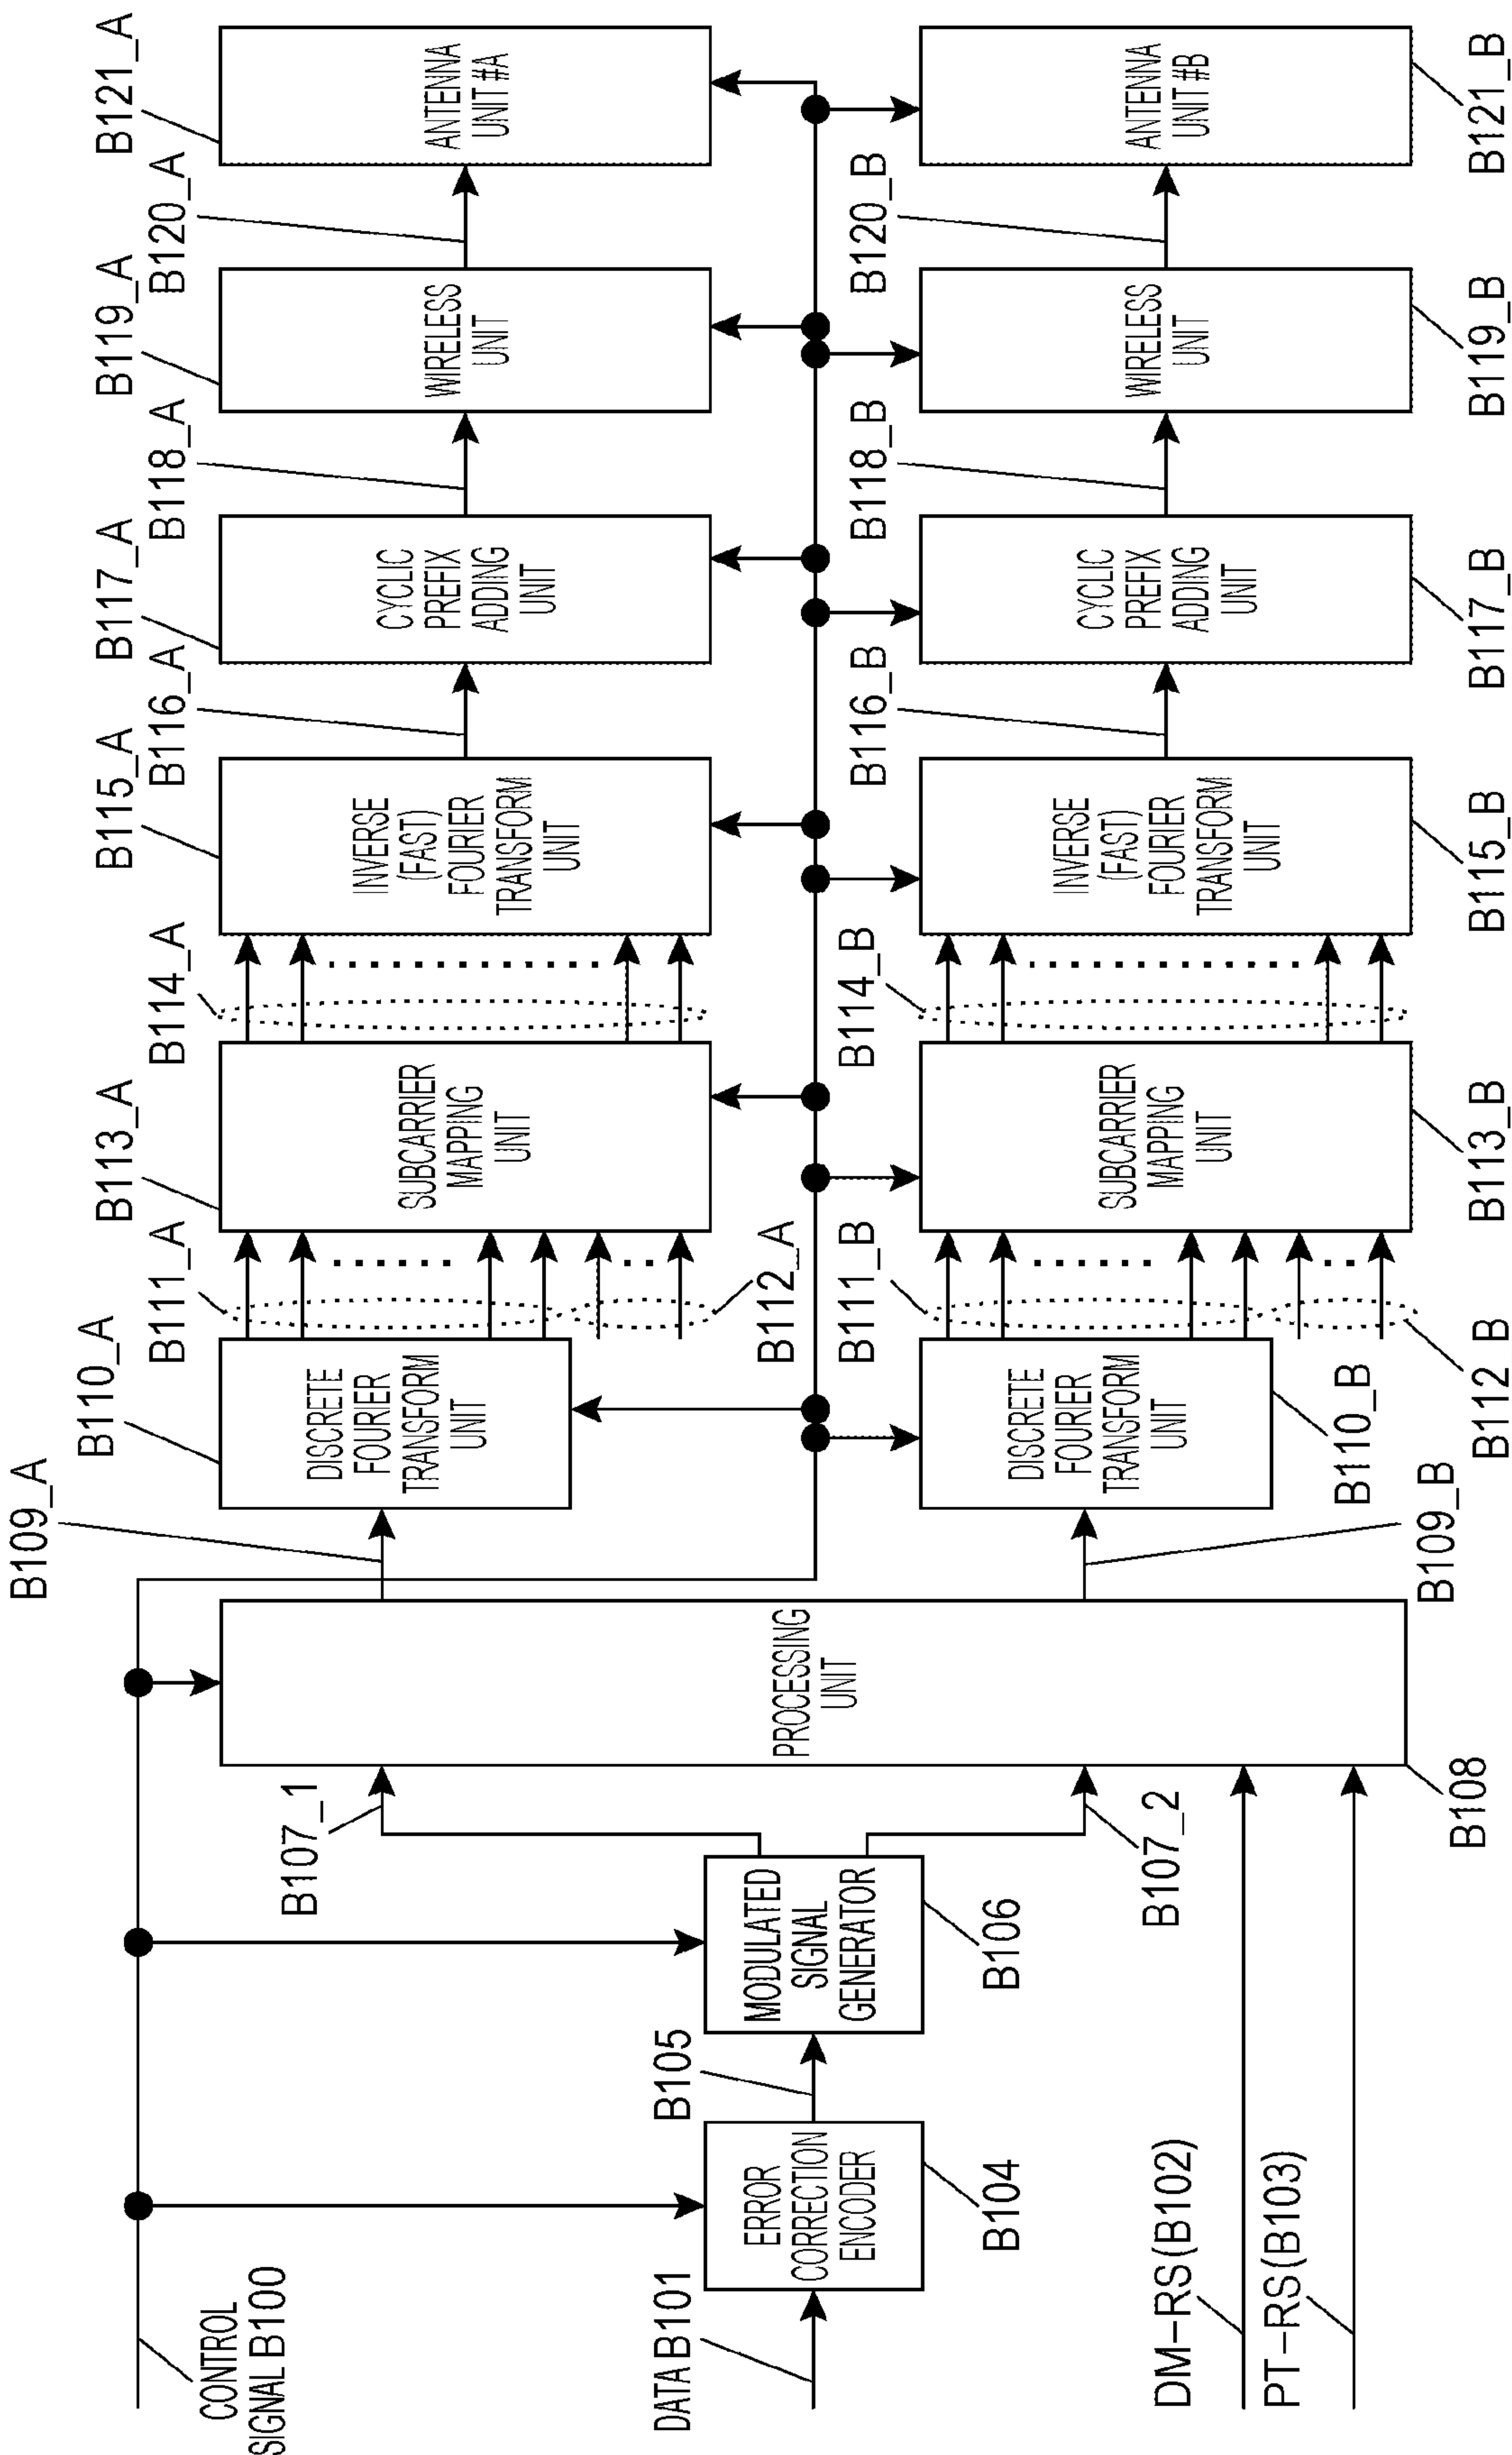 CONTROL
SIGNAL B100
DATA B101
DM-RS(B102)
PT-RS(B103)
ERROR
CORRECTION
ENCODER
B104
B105
MODULATED
SIGNAL
GENERATOR
B106
B107_1
B107_2
PROCESSING
UNIT
B108
B109_A
B109_B
DISCRETE
FOURIER
TRANSFORM
UNIT
B110_A
B111_A
B112_A
SUBCARRIER
MAPPING
UNIT
B113_A
B114_A
INVERSE
(FAST)
FOURIER
TRANSFORM
UNIT
B115_A
B116_A
CYCLIC
PREFIX
ADDING
UNIT
B117_A
B118_A
WIRELESS
UNIT
B119_A
B120_A
ANTENNA
UNIT #A
B121_A
DISCRETE
FOURIER
TRANSFORM
UNIT
B110_B
B111_B
B112_B
SUBCARRIER
MAPPING
UNIT
B113_B
B114_B
INVERSE
(FAST)
FOURIER
TRANSFORM
UNIT
B115_B
B116_B
CYCLIC
PREFIX
ADDING
UNIT
B117_B
B118_B
WIRELESS
UNIT
B119_B
B120_B
ANTENNA
UNIT #B
B121_B